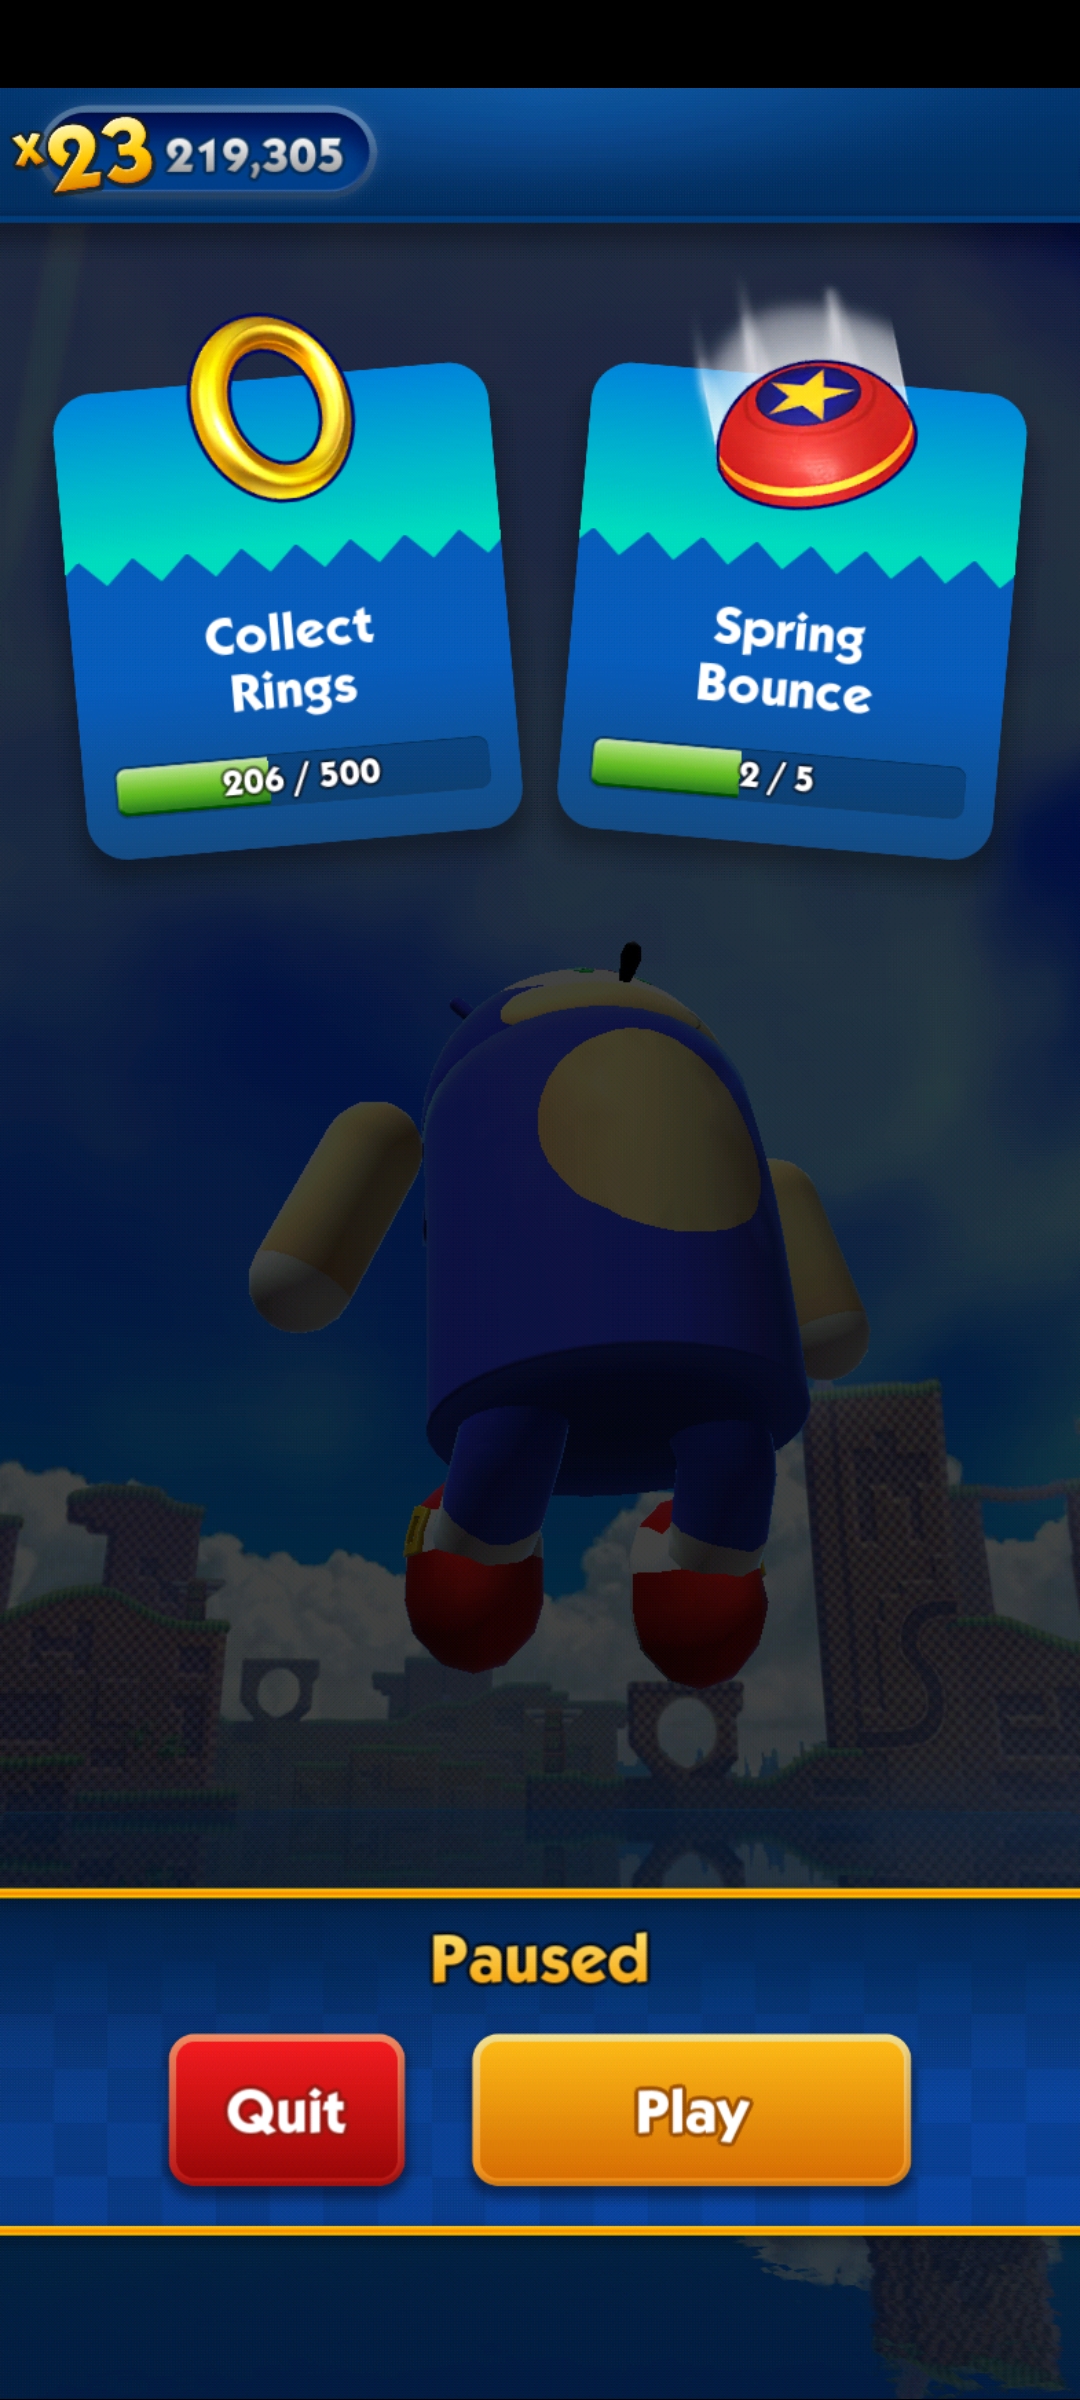 x23 219,305
Collect
Rings
206 / 500
Spring
Bounce
2 / 5
Paused
Quit
Play